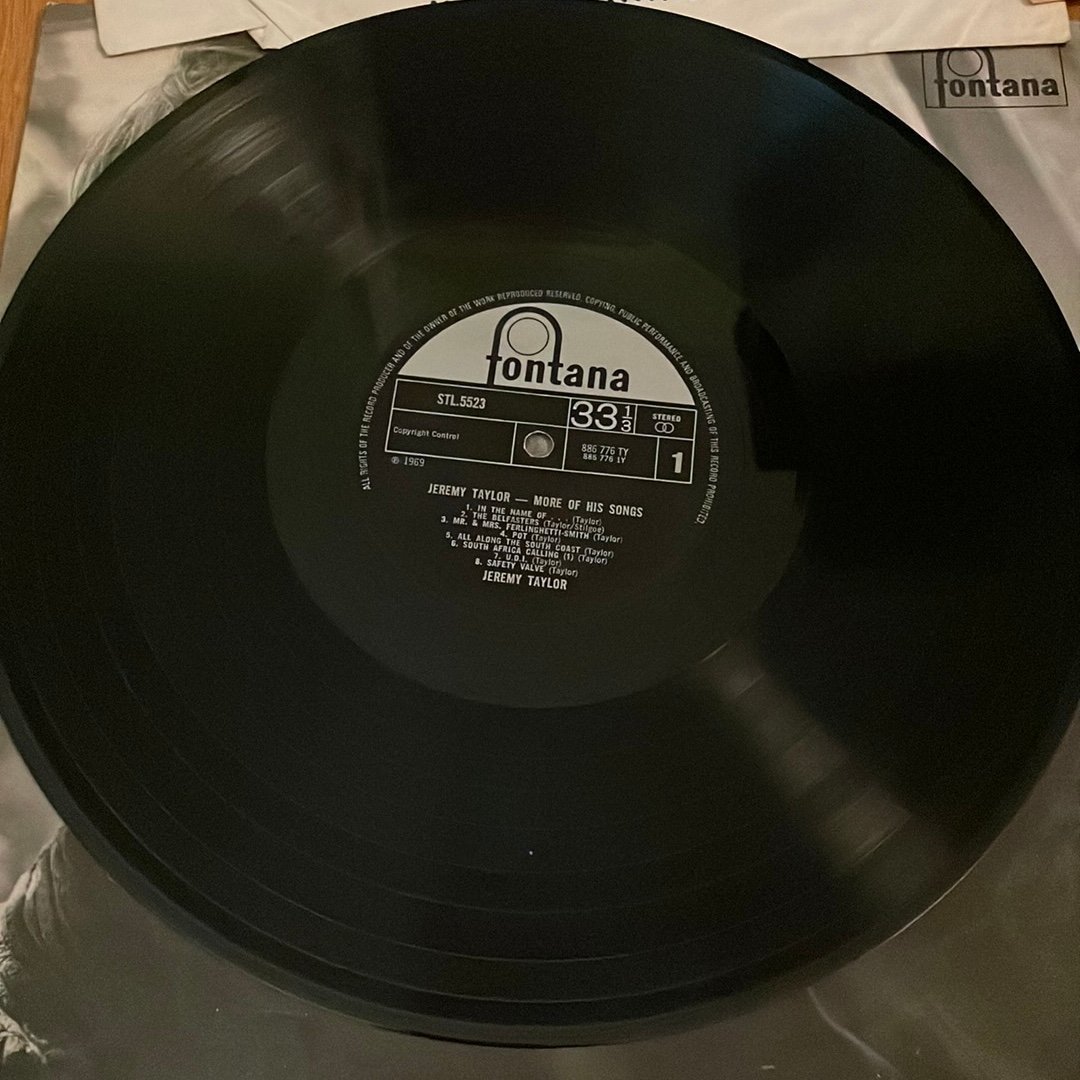 fontana
ALL RIGHTS OF THE RECORD PRODUCER AND OF THE OWNER OF THE WORK REPRODUCED RESERVED. COPYING, PUBLIC PERFORMANCE AND BROADCASTING OF THIS RECORD PROHIBITED.
fontana
STL.5523
33 1/3
STEREO
Copyright Control
886 776 TY
886 776 1Y
1
℗ 1969
JEREMY TAYLOR — MORE OF HIS SONGS
1. IN THE NAME OF . . . (Taylor)
2. THE BELFASTERS (Taylor/Stilgoe)
3. MR. & MRS. FERLINGHETTI-SMITH (Taylor)
4. POT (Taylor)
5. ALL ALONG THE SOUTH COAST (Taylor)
6. SOUTH AFRICA CALLING (1) (Taylor)
7. U.D.I. (Taylor)
8. SAFETY VALVE (Taylor)
JEREMY TAYLOR